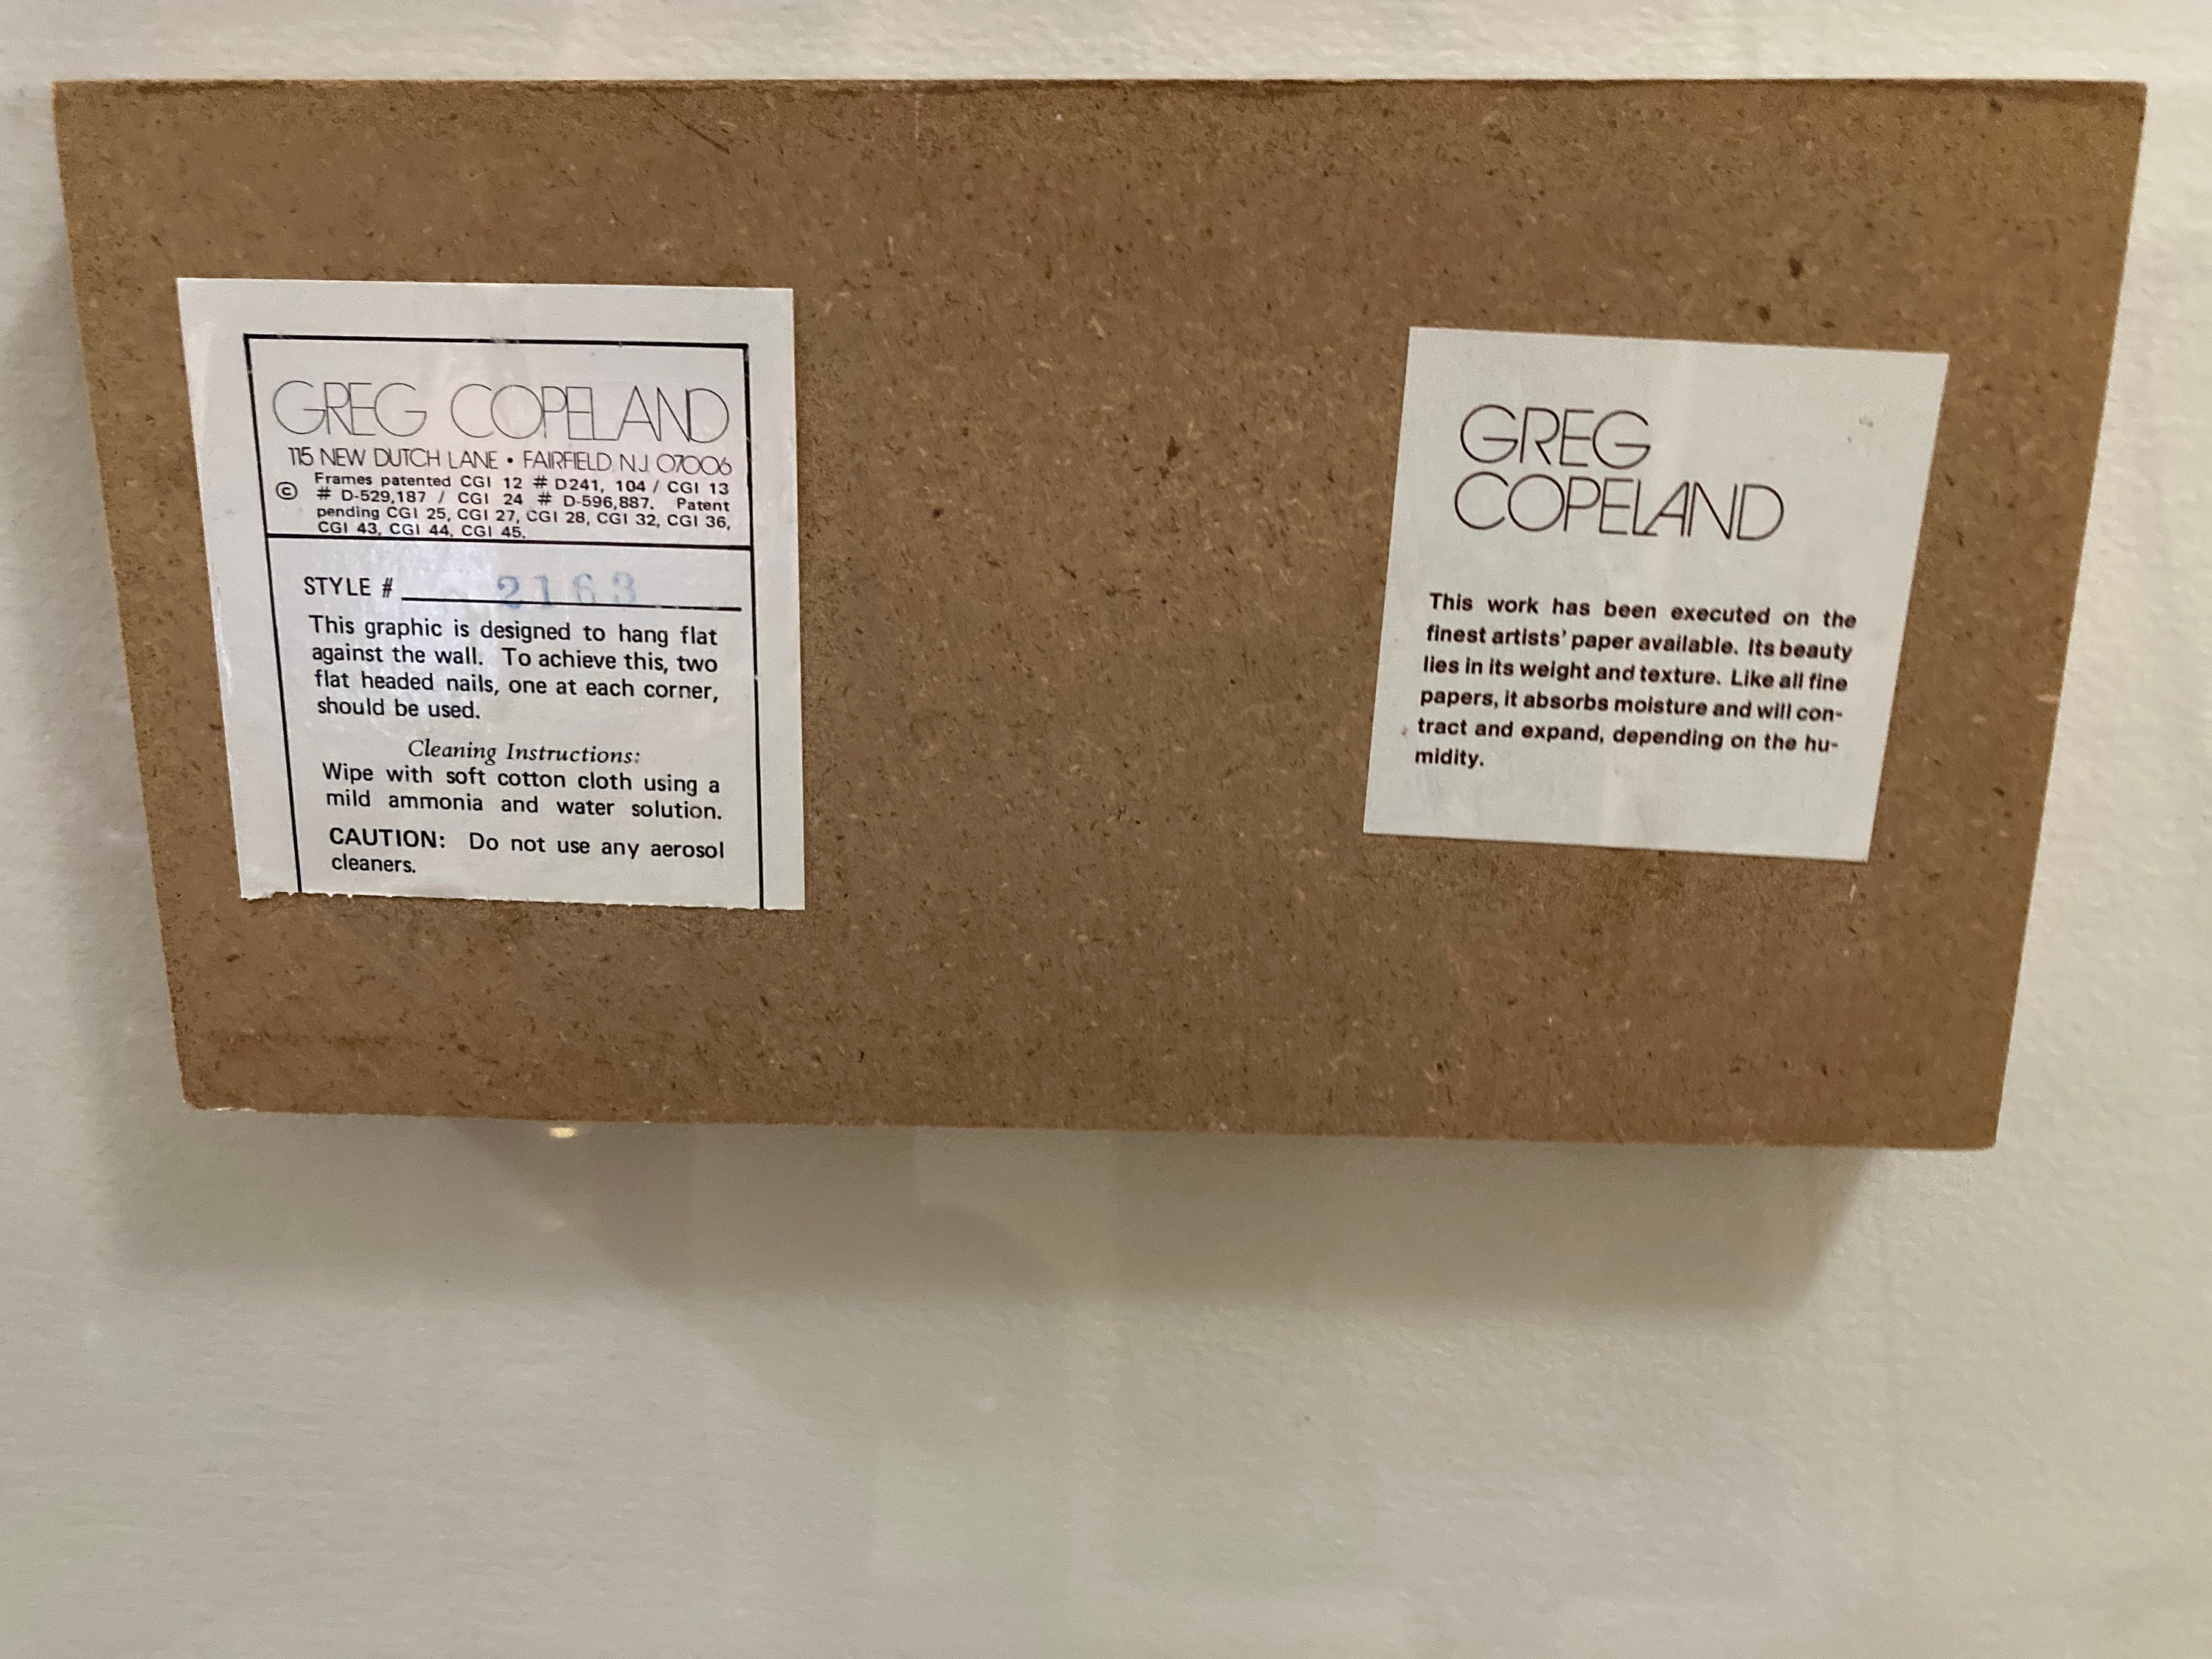 GREG COPELAND
115 NEW DUTCH LANE • FAIRFIELD N.J. 07006
Frames patented CGI 12 # D241, 104 / CGI 13
© # D-529,187 / CGI 24 # D-596,887. Patent
pending CGI 25, CGI 27, CGI 28, CGI 32, CGI 36,
CGI 43, CGI 44, CGI 45.
STYLE # 2163
This graphic is designed to hang flat
against the wall. To achieve this, two
flat headed nails, one at each corner,
should be used.
Cleaning Instructions:
Wipe with soft cotton cloth using a
mild ammonia and water solution.
CAUTION: Do not use any aerosol
cleaners.
GREG
COPELAND
This work has been executed on the
finest artists' paper available. Its beauty
lies in its weight and texture. Like all fine
papers, it absorbs moisture and will con-
tract and expand, depending on the hu-
midity.